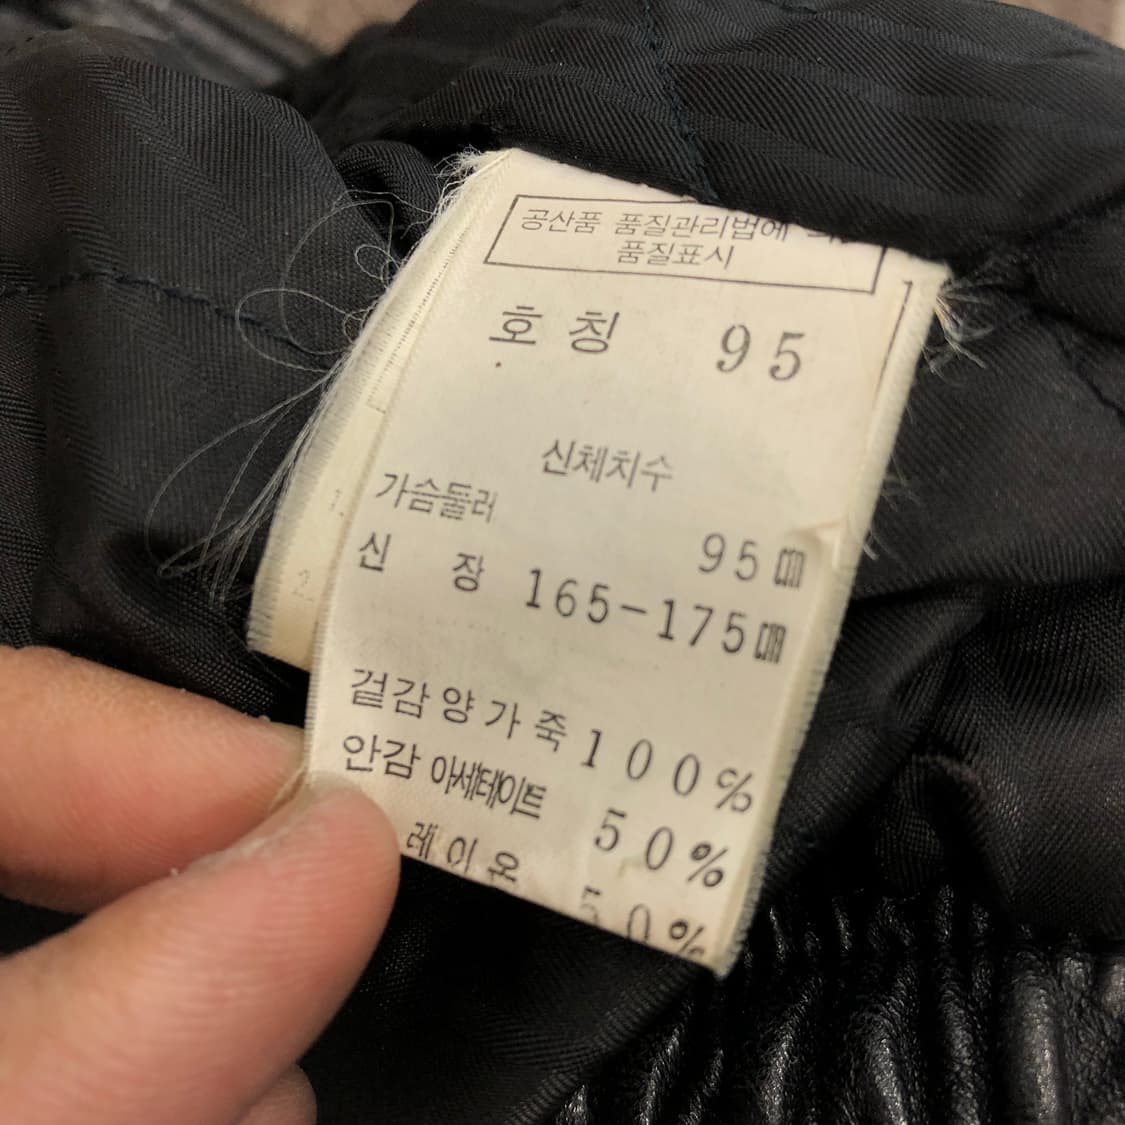 공산품 품질관리법에
품질표시
호칭 95
신체치수
가슴둘레
95㎝
신 장 165-175㎝
겉감 양가죽 100%
안감 아세테이트 50%
레이온 50%